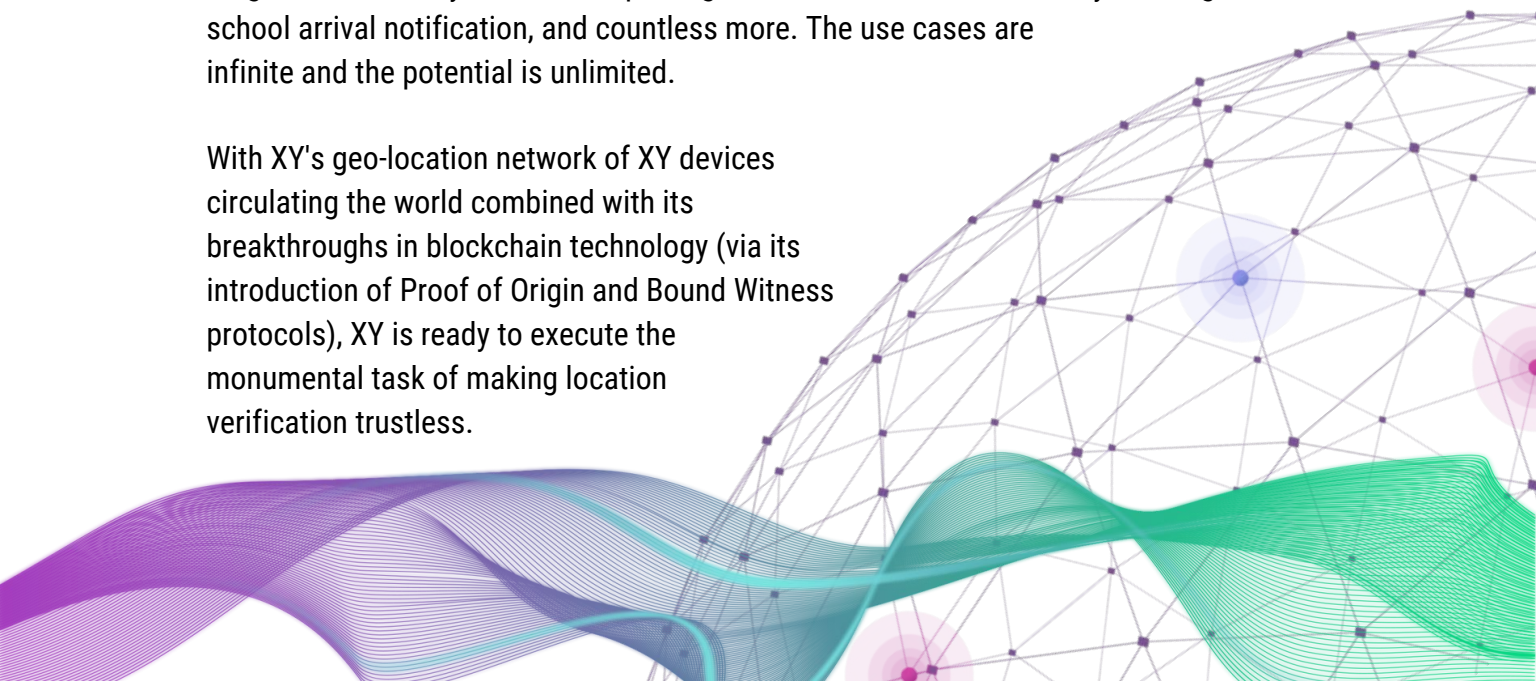 school arrival notification, and countless more. The use cases are
infinite and the potential is unlimited.
With XY's geo-location network of XY devices
circulating the world combined with its
breakthroughs in blockchain technology (via its
introduction of Proof of Origin and Bound Witness
protocols), XY is ready to execute the
monumental task of making location
verification trustless.